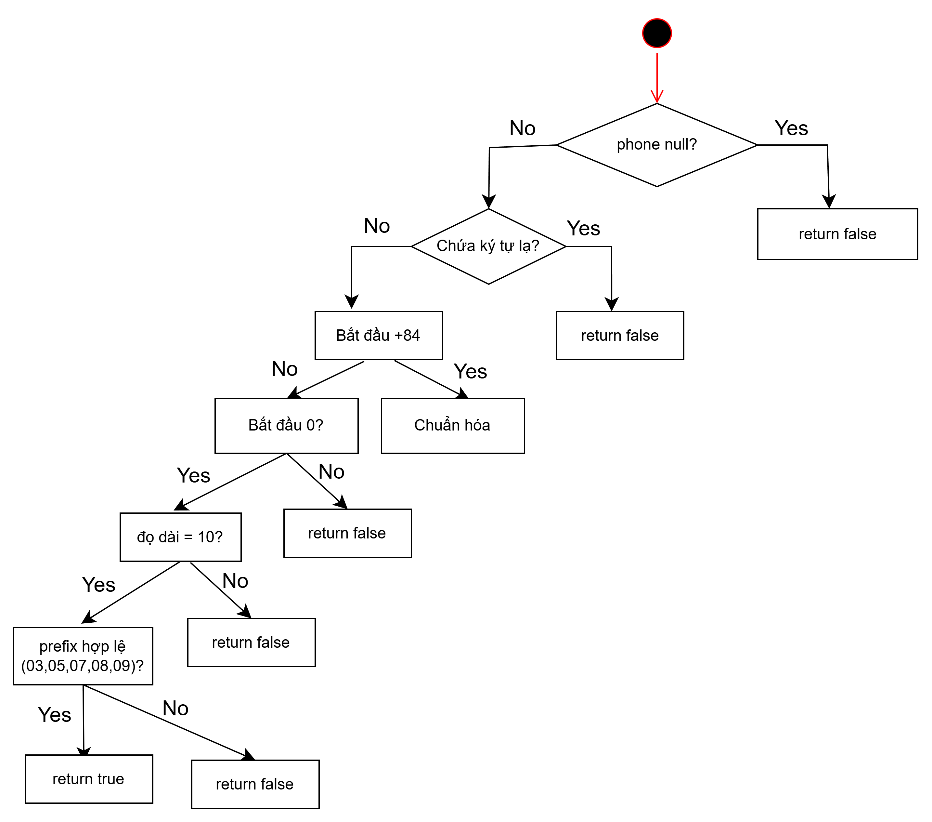 phone null?
No
Yes
return false
Chứa ký tự lạ?
No
Yes
Bắt đầu +84
return false
No
Yes
Bắt đầu 0?
Chuẩn hóa
Yes
No
đọ dài = 10?
return false
Yes
No
prefix hợp lệ
(03,05,07,08,09)?
return false
Yes
No
return true
return false